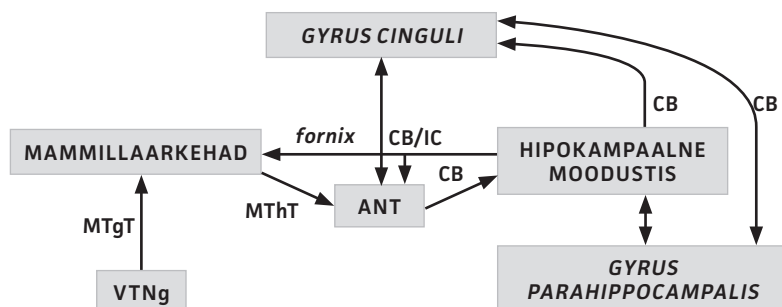 GYRUS CINGULI
CB
CB
fornix
CB/IC
MAMMILLAARKEHAD
HIPOKAMPAALNE
MOODUSTIS
CB
MThT
ANT
MTgT
VTNg
GYRUS
PARAHIPPOCAMPALIS